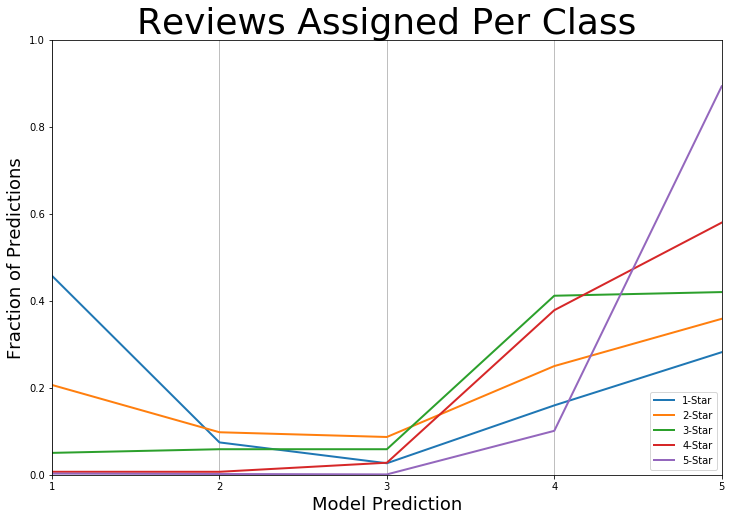 Reviews Assigned Per Class
Fraction of Predictions
1.0
0.8
0.6
0.4
0.2
0.0
1 2 3 4 5
Model Prediction
1-Star
2-Star
3-Star
4-Star
5-Star